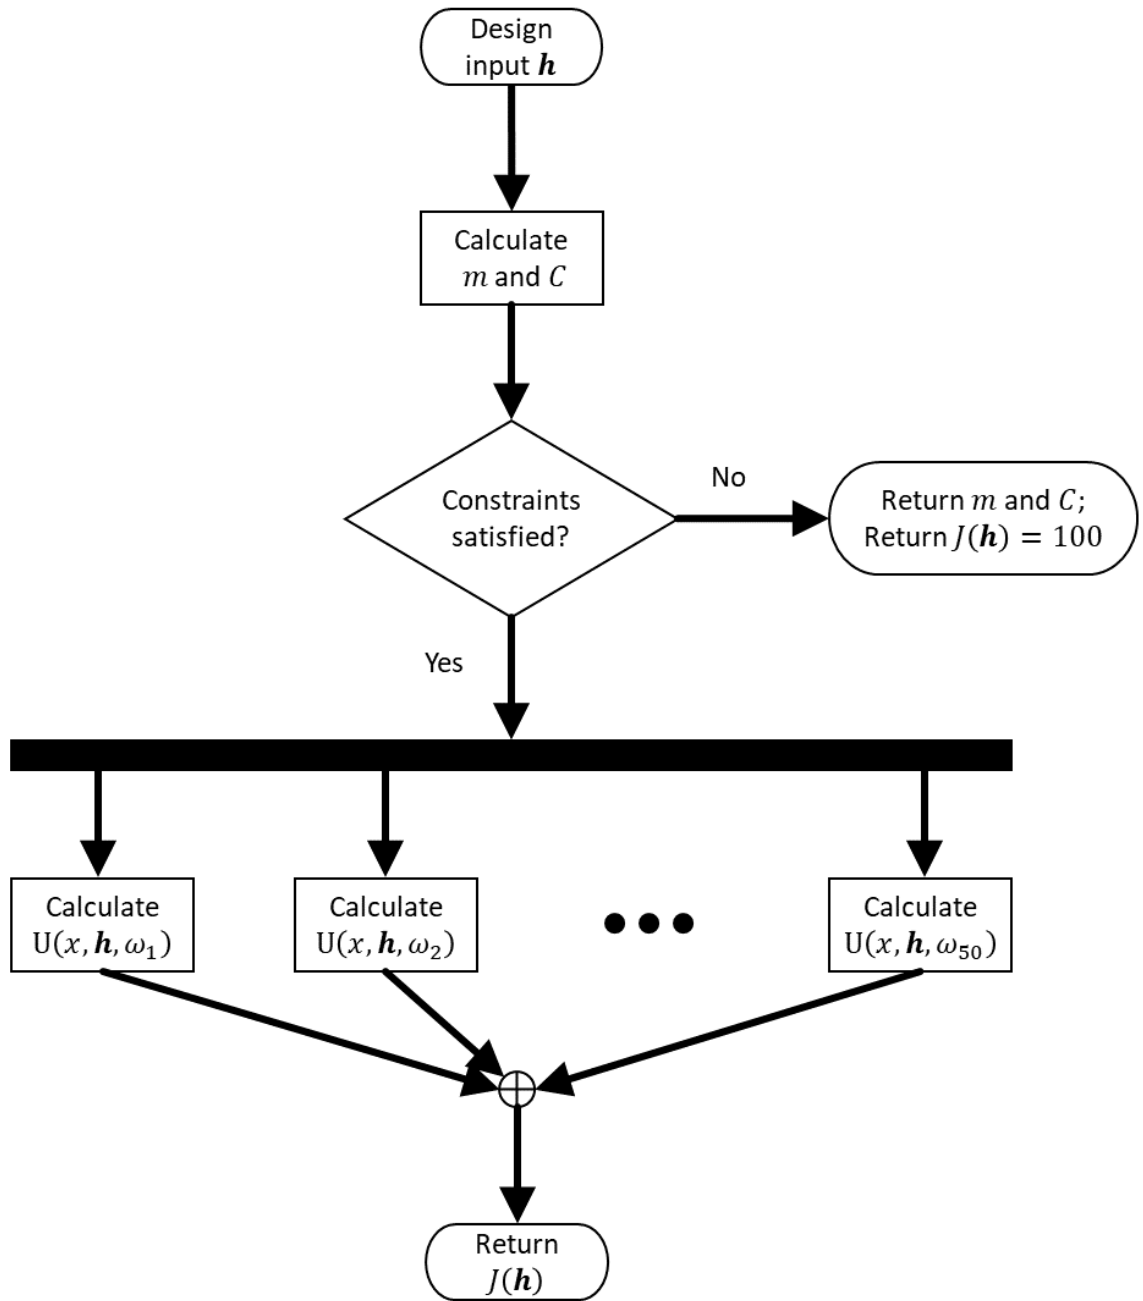 Design
input h
Calculate
m and C
Constraints
satisfied?
No
Return m and C;
Return J(h) = 100
Yes
Calculate
U(x, h, ω₁)
Calculate
U(x, h, ω₂)
Calculate
U(x, h, ω₅₀)
Return
J(h)